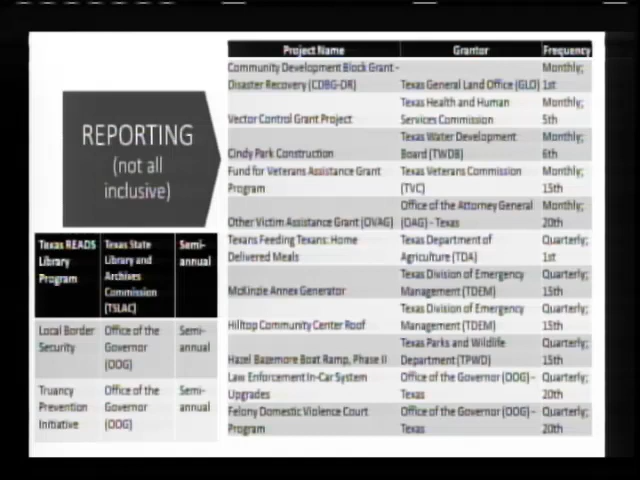 REPORTING
(not all
inclusive)
Texas READS Library Program Texas State Library and Archives Commission (TSLAC) Semi-annual
Local Border Security Office of the Governor (OOG) Semi-annual
Truancy Prevention Initiative Office of the Governor (OOG) Semi-annual
Project Name Grantor Frequency
Community Development Block Grant - Disaster Recovery (CDBG-DR) Texas General Land Office (GLO) Monthly; 1st
Vector Control Grant Project Texas Health and Human Services Commission Monthly; 5th
Cindy Park Construction Texas Water Development Board (TWDB) Monthly; 6th
Fund for Veterans Assistance Grant Program Texas Veterans Commission (TVC) Monthly; 15th
Other Victim Assistance Grant (OVAG) Office of the Attorney General (OAG) - Texas Monthly; 20th
Texans Feeding Texans: Home Delivered Meals Texas Department of Agriculture (TDA) Quarterly; 1st
McKinzie Annex Generator Texas Division of Emergency Management (TDEM) Quarterly; 15th
Hilltop Community Center Roof Texas Division of Emergency Management (TDEM) Quarterly; 15th
Hazel Bazemore Boat Ramp, Phase II Texas Parks and Wildlife Department (TPWD) Quarterly; 15th
Law Enforcement In-Car System Upgrades Office of the Governor (OOG) – Texas Quarterly; 20th
Felony Domestic Violence Court Program Office of the Governor (OOG) – Texas Quarterly; 20th